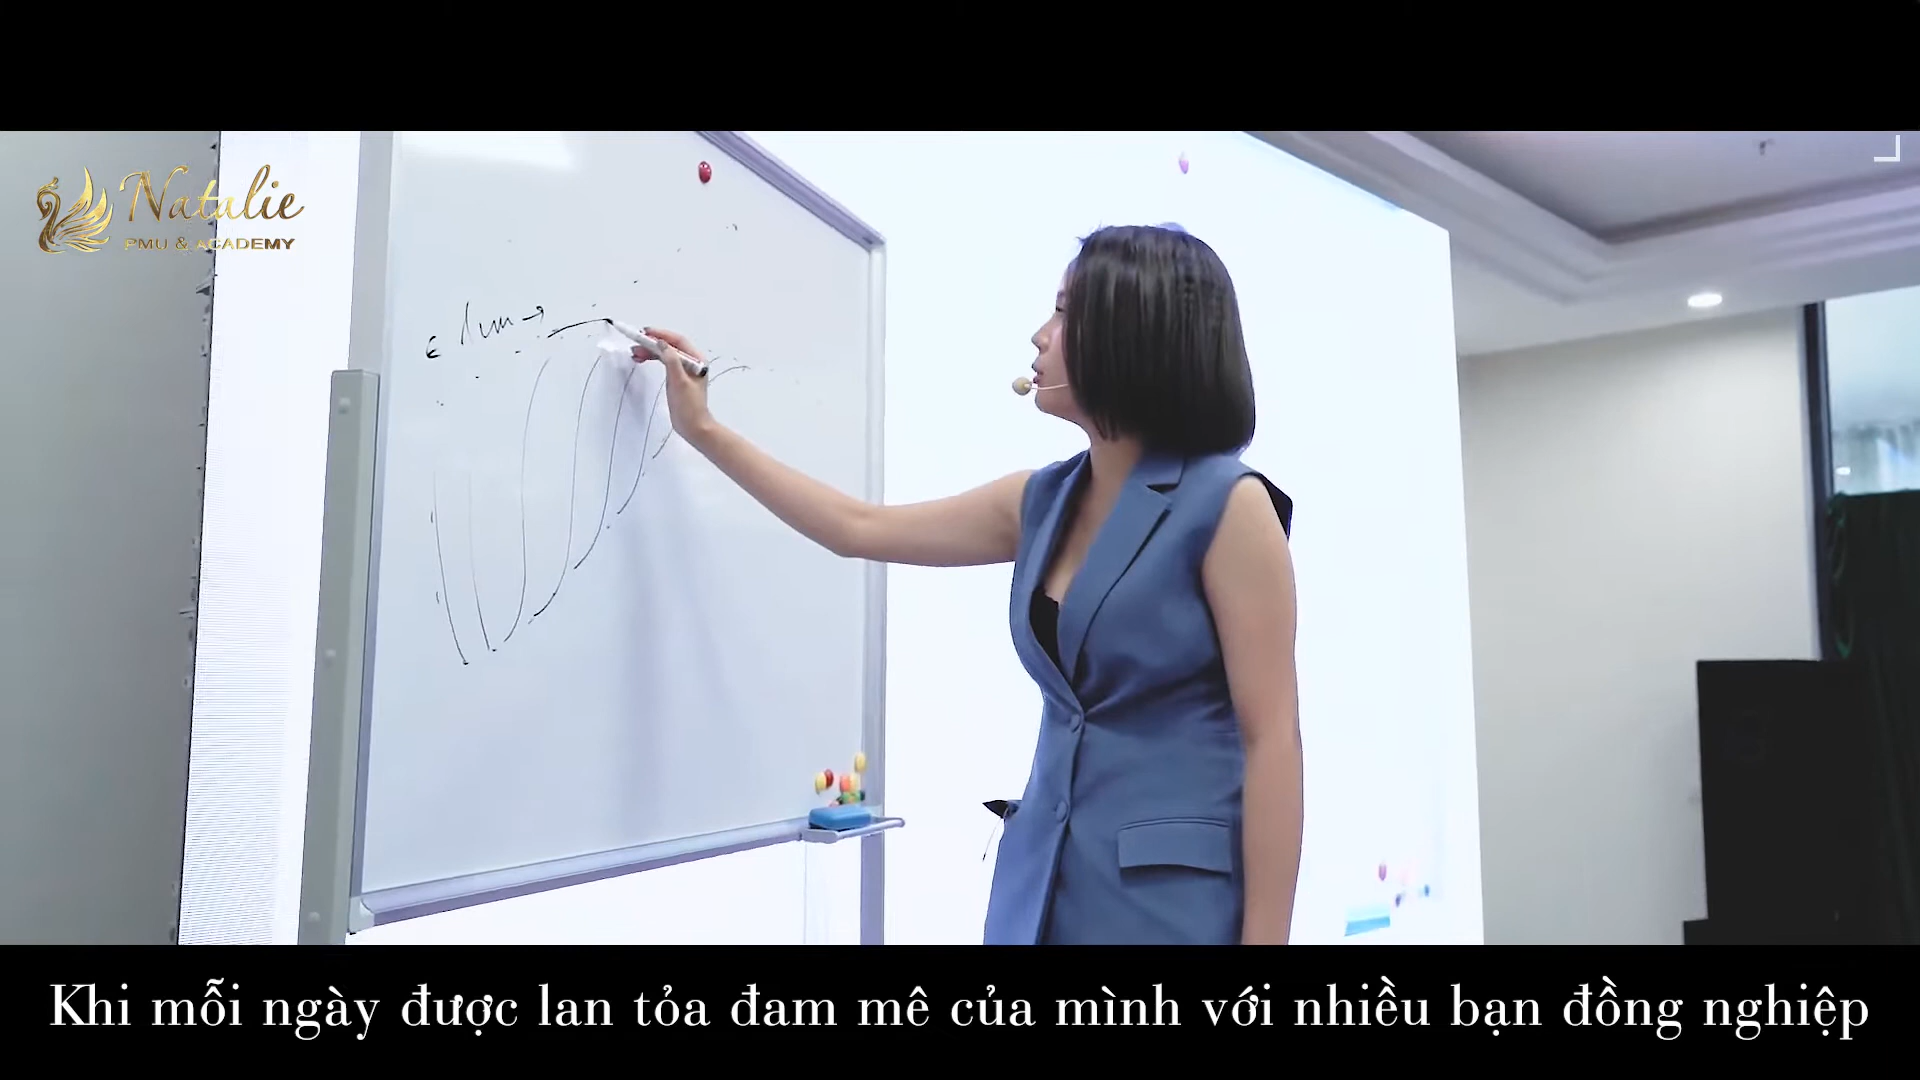 Natalie
PMU & ACADEMY
Khi mỗi ngày được lan tỏa đam mê của mình với nhiều bạn đồng nghiệp